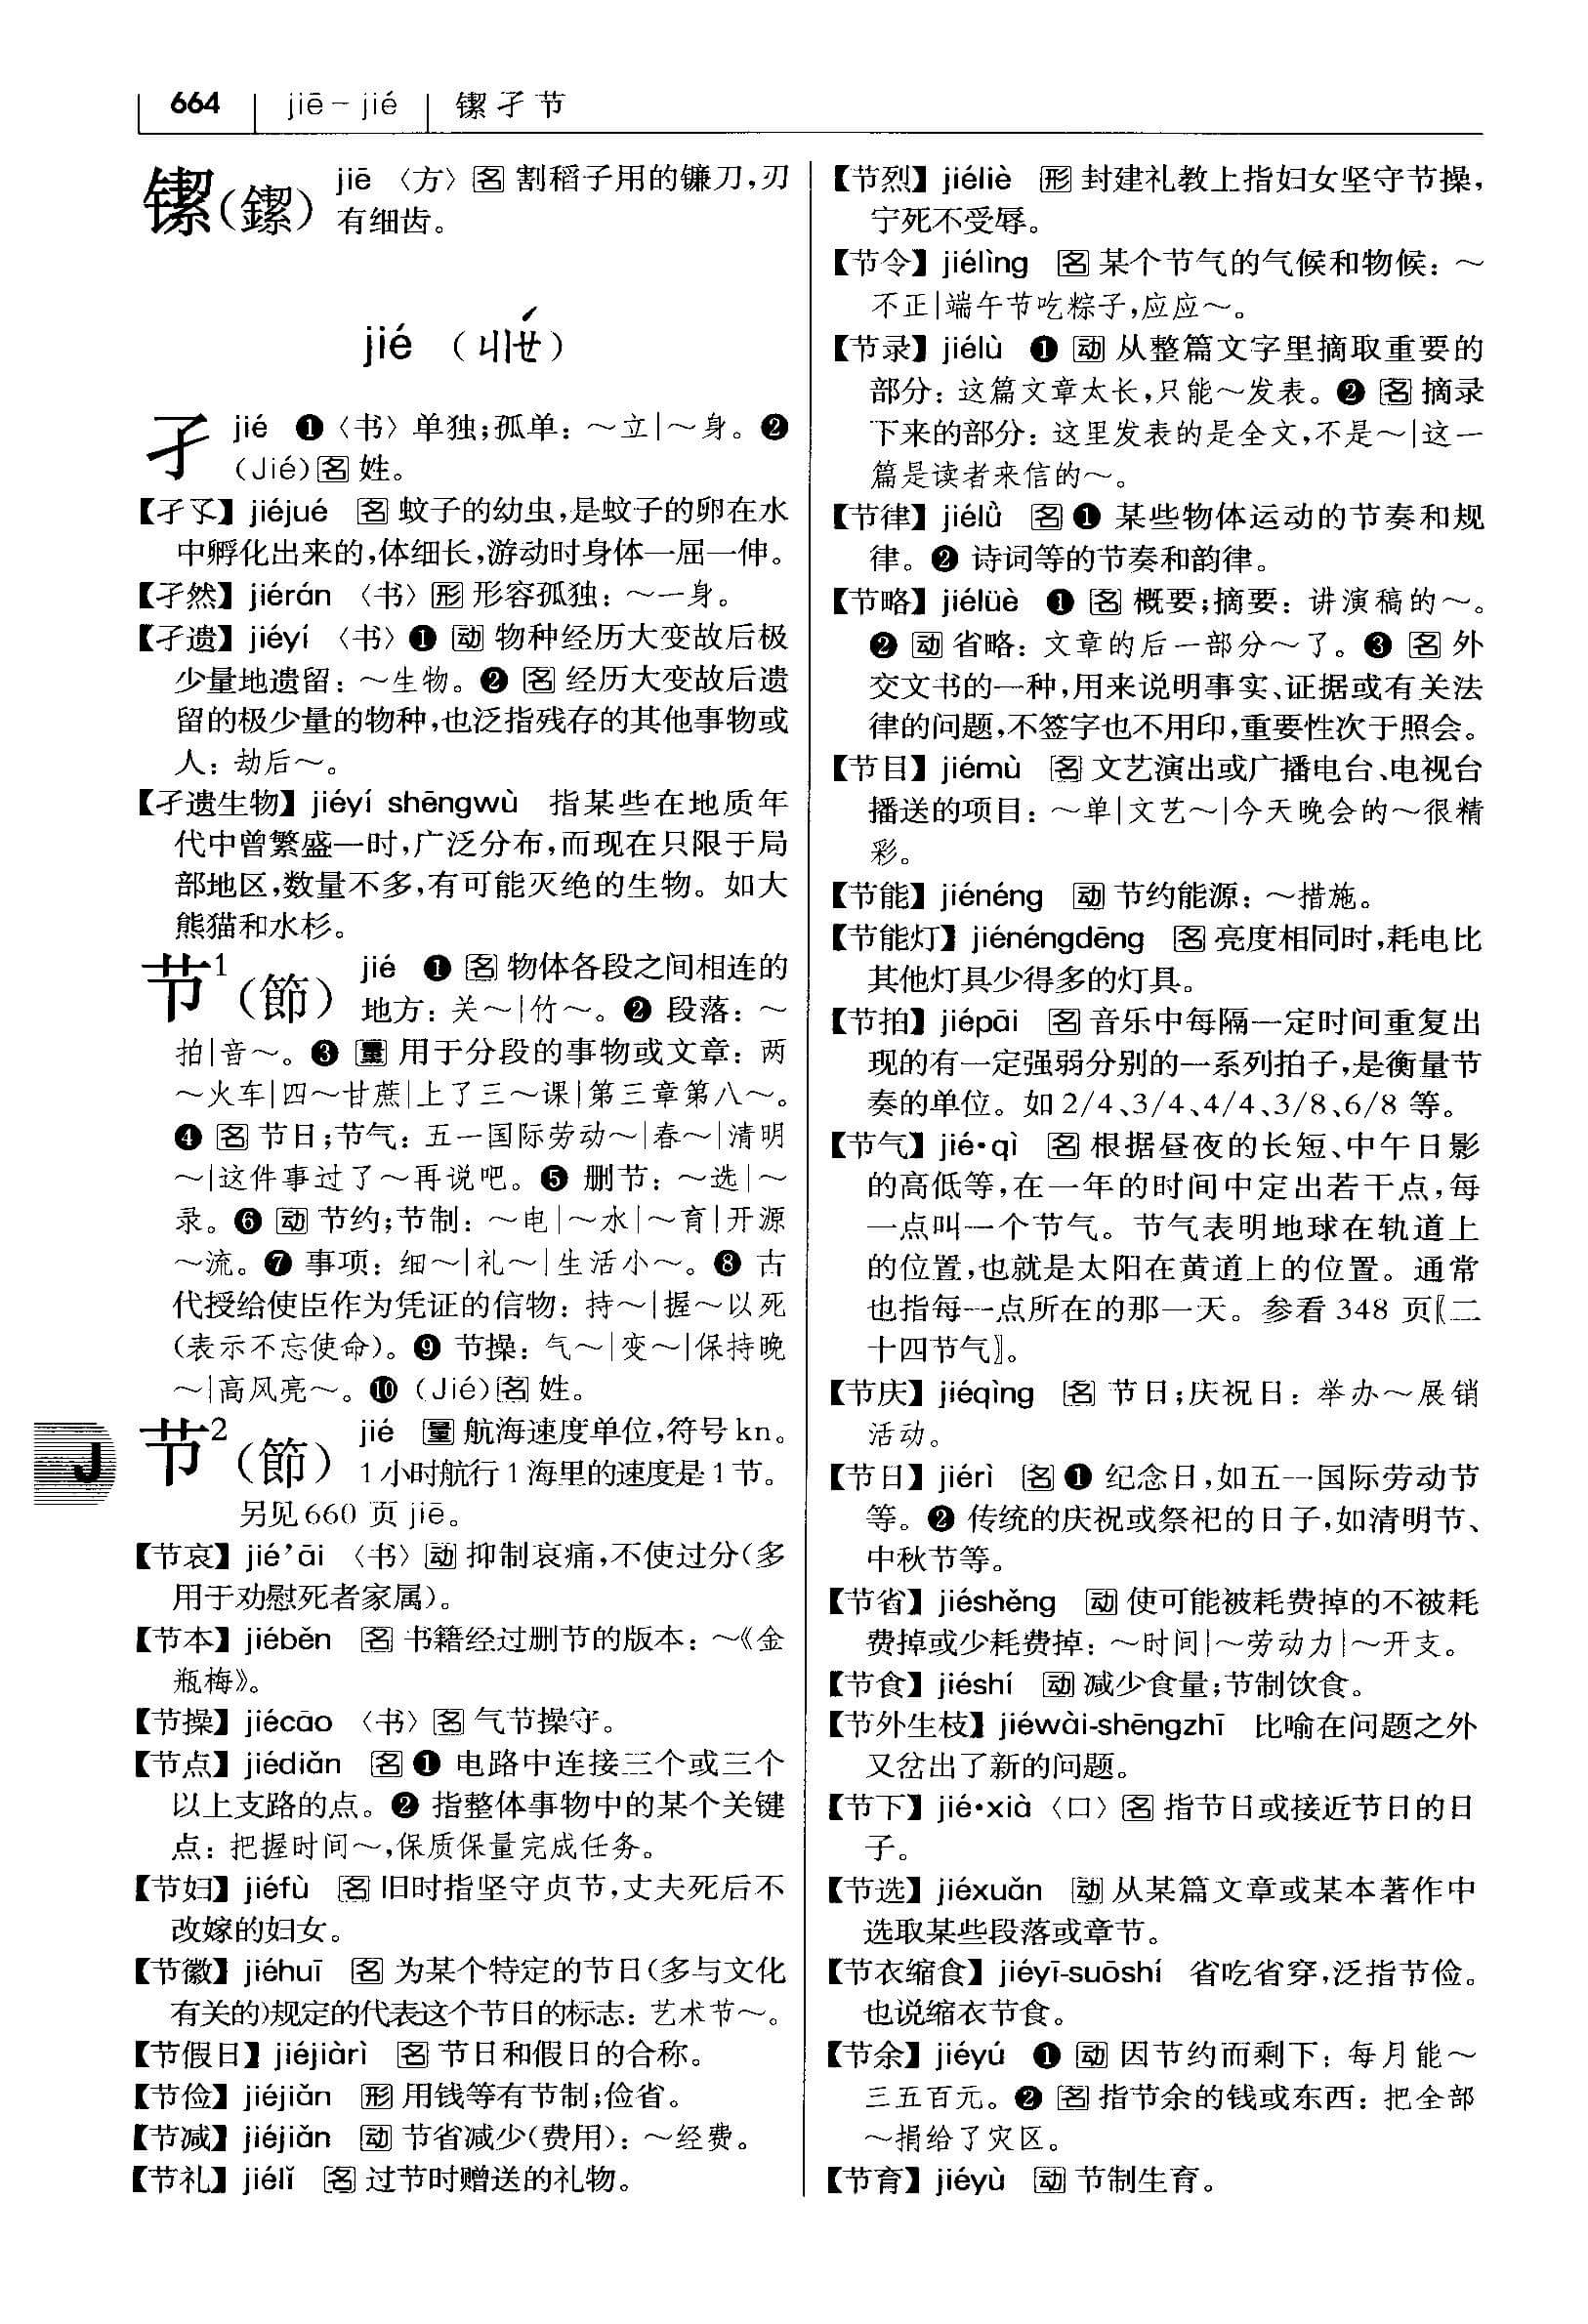 664 jiē－jié 镙孑节
镙(鏍) jiē 〈方〉名 割稻子用的镰刀,刃
有细齿。
jié (ㄐㄧㄝˊ)
孑 jié ❶〈书〉单独;孤单: ～立|～身。❷
(Jié)名 姓。
【孑孓】 jiéjué 名 蚊子的幼虫,是蚊子的卵在水
中孵化出来的,体细长,游动时身体一屈一伸。
【孑然】 jiérán 〈书〉形 形容孤独: ～一身。
【孑遗】 jiéyí 〈书〉❶ 动 物种经历大变故后极
少量地遗留: ～生物。❷ 名 经历大变故后遗
留的极少量的物种,也泛指残存的其他事物或
人: 劫后～。
【孑遗生物】 jiéyí shēngwù 指某些在地质年
代中曾繁盛一时,广泛分布,而现在只限于局
部地区,数量不多,有可能灭绝的生物。如大
熊猫和水杉。
节¹(節) jié ❶ 名 物体各段之间相连的
地方: 关～|竹～。❷ 段落: ～
拍|音～。❸ 量 用于分段的事物或文章: 两
～火车|四～甘蔗|上了三～课|第三章第八～。
❹ 名 节日;节气: 五一国际劳动～|春～|清明
～|这件事过了～再说吧。❺ 删节: ～选|～
录。❻ 动 节约;节制: ～电|～水|～育|开源
～流。❼ 事项: 细～|礼～|生活小～。❽ 古
代授给使臣作为凭证的信物: 持～|握～以死
(表示不忘使命)。❾ 节操: 气～|变～|保持晚
～|高风亮～。❿ (Jié)名 姓。
J
节²(節) jié 量 航海速度单位,符号 kn。
1小时航行1海里的速度是1节。
另见660 页 jiē。
【节哀】 jié’āi 〈书〉动 抑制哀痛,不使过分(多
用于劝慰死者家属)。
【节本】 jiéběn 名 书籍经过删节的版本: ～《金
瓶梅》。
【节操】 jiécāo 〈书〉名 气节操守。
【节点】 jiédiǎn 名 ❶ 电路中连接三个或三个
以上支路的点。❷ 指整体事物中的某个关键
点: 把握时间～,保质保量完成任务。
【节妇】 jiéfù 名 旧时指坚守贞节,丈夫死后不
改嫁的妇女。
【节徽】 jiéhuī 名 为某个特定的节日(多与文化
有关的)规定的代表这个节日的标志: 艺术节～。
【节假日】 jiéjiàrì 名 节日和假日的合称。
【节俭】 jiéjiǎn 形 用钱等有节制;俭省。
【节减】 jiéjiǎn 动 节省减少(费用): ～经费。
【节礼】 jiélǐ 名 过节时赠送的礼物。
【节烈】 jiéliè 形 封建礼教上指妇女坚守节操,
宁死不受辱。
【节令】 jiélìng 名 某个节气的气候和物候: ～
不正|端午节吃粽子,应应～。
【节录】 jiélù ❶ 动 从整篇文字里摘取重要的
部分: 这篇文章太长,只能～发表。❷ 名 摘录
下来的部分: 这里发表的是全文,不是～|这一
篇是读者来信的～。
【节律】 jiélǜ 名 ❶ 某些物体运动的节奏和规
律。❷ 诗词等的节奏和韵律。
【节略】 jiélüè ❶ 名 概要;摘要: 讲演稿的～。
❷ 动 省略: 文章的后一部分～了。❸ 名 外
交文书的一种,用来说明事实、证据或有关法
律的问题,不签字也不用印,重要性次于照会。
【节目】 jiémù 名 文艺演出或广播电台、电视台
播送的项目: ～单|文艺～|今天晚会的～很精
彩。
【节能】 jiénéng 动 节约能源: ～措施。
【节能灯】 jiénéngdēng 名 亮度相同时,耗电比
其他灯具少得多的灯具。
【节拍】 jiépāi 名 音乐中每隔一定时间重复出
现的有一定强弱分别的一系列拍子,是衡量节
奏的单位。如 2/4、3/4、4/4、3/8、6/8 等。
【节气】 jié•qì 名 根据昼夜的长短、中午日影
的高低等,在一年的时间中定出若干点,每
一点叫一个节气。节气表明地球在轨道上
的位置,也就是太阳在黄道上的位置。通常
也指每一点所在的那一天。参看 348 页〖二
十四节气〗。
【节庆】 jiéqìng 名 节日;庆祝日: 举办～展销
活动。
【节日】 jiérì 名 ❶ 纪念日,如五一国际劳动节
等。❷ 传统的庆祝或祭祀的日子,如清明节、
中秋节等。
【节省】 jiéshěng 动 使可能被耗费掉的不被耗
费掉或少耗费掉: ～时间|～劳动力|～开支。
【节食】 jiéshí 动 减少食量;节制饮食。
【节外生枝】 jiéwài-shēngzhī 比喻在问题之外
又岔出了新的问题。
【节下】 jié•xià 〈口〉名 指节日或接近节日的日
子。
【节选】 jiéxuǎn 动 从某篇文章或某本著作中
选取某些段落或章节。
【节衣缩食】 jiéyī-suōshí 省吃省穿,泛指节俭。
也说缩衣节食。
【节余】 jiéyú ❶ 动 因节约而剩下: 每月能～
三五百元。❷ 名 指节余的钱或东西: 把全部
～捐给了灾区。
【节育】 jiéyù 动 节制生育。